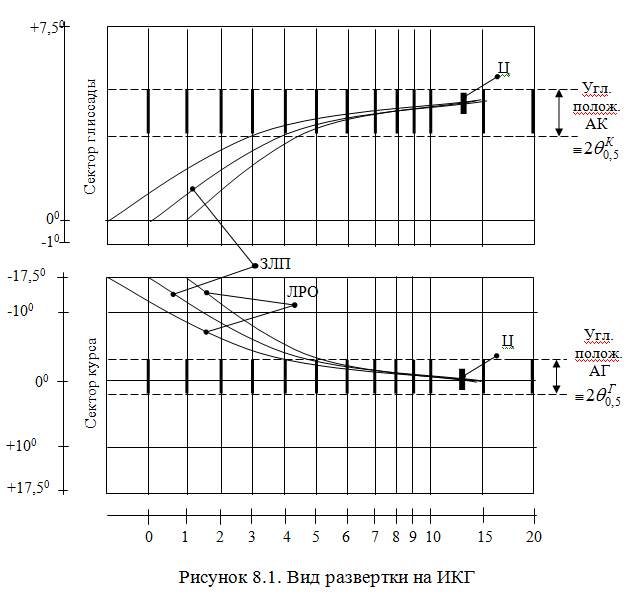 +7,5⁰
Сектор глиссады
0⁰
-1⁰
Ц
Угл.
полож.
АК
≡2θ^К_0,5
ЗЛП
-17,5⁰
ЛРО
-10⁰
Сектор курса
0⁰
+10⁰
+17,5⁰
Ц
Угл.
полож.
АГ
≡2θ^Г_0,5
0 1 2 3 4 5 6 7 8 9 10 15 20
Рисунок 8.1. Вид развертки на ИКГ